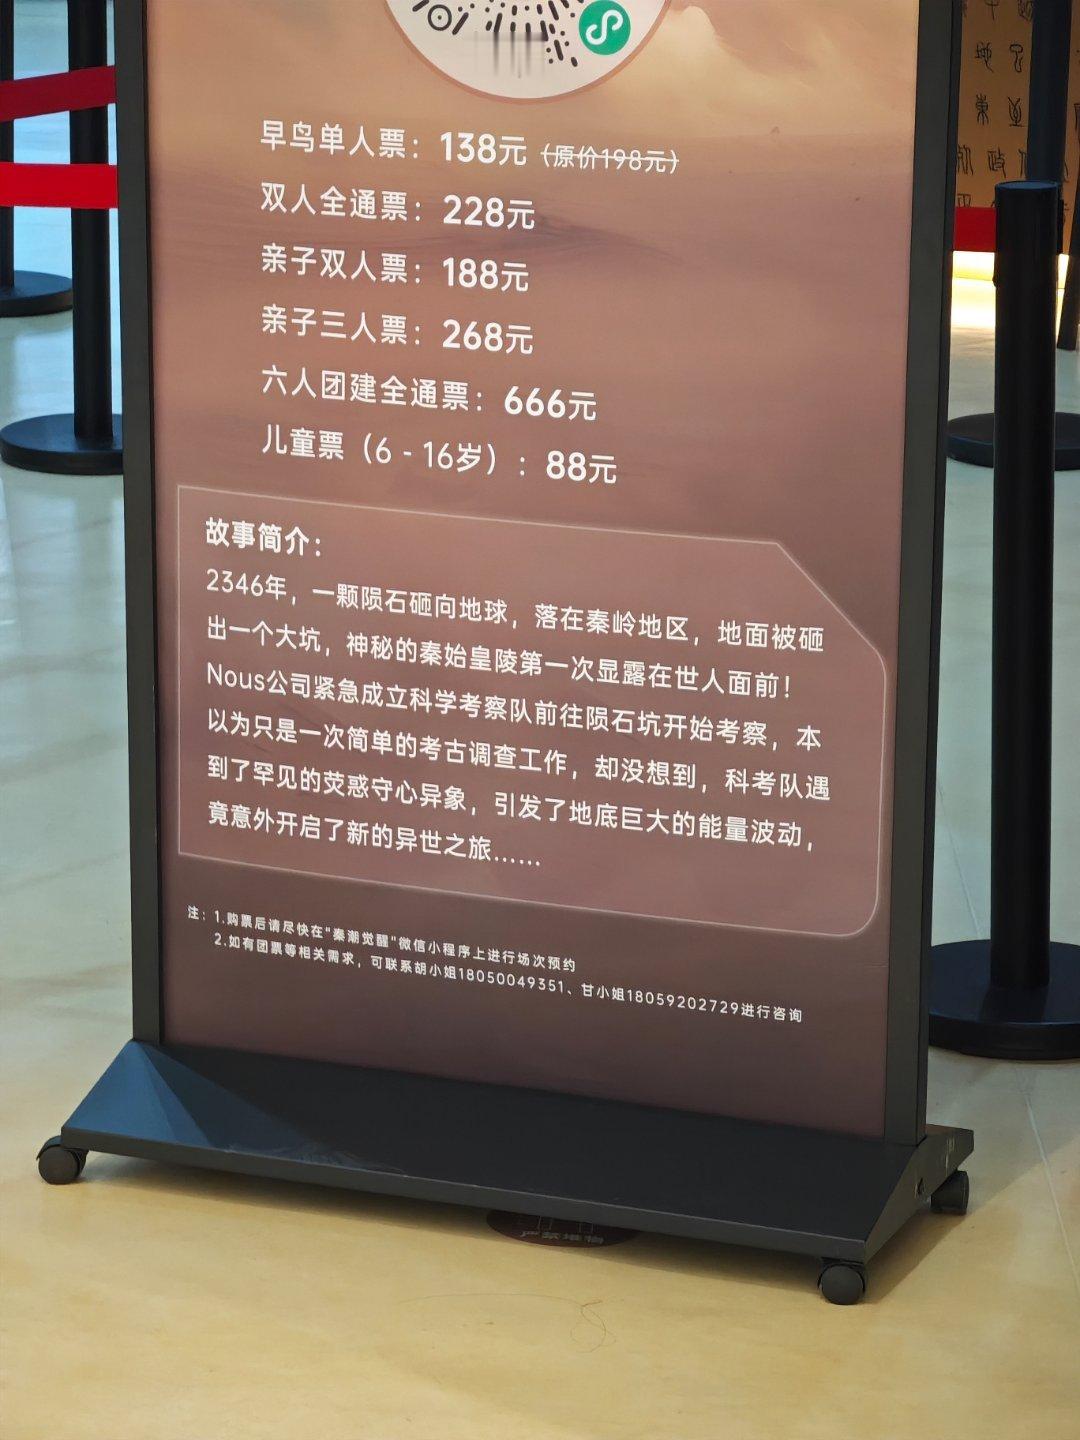 早鸟单人票：138元（原价198元）
双人全通票：228元
亲子双人票：188元
亲子三人票：268元
六人团建全通票：666元
儿童票（6 - 16岁）：88元
故事简介：
2346年，一颗陨石砸向地球，落在秦岭地区，地面被砸
出一个大坑，神秘的秦始皇陵第一次显露在世人面前！
Nous公司紧急成立科学考察队前往陨石坑开始考察，本
以为只是一次简单的考古调查工作，却没想到，科考队遇
到了罕见的荧惑守心异象，引发了地底巨大的能量波动，
竟意外开启了新的异世之旅……
注：1.购票后请尽快在“秦潮觉醒”微信小程序上进行场次预约
2.如有团票等相关需求，可联系胡小姐18050049351、甘小姐18059202729进行咨询